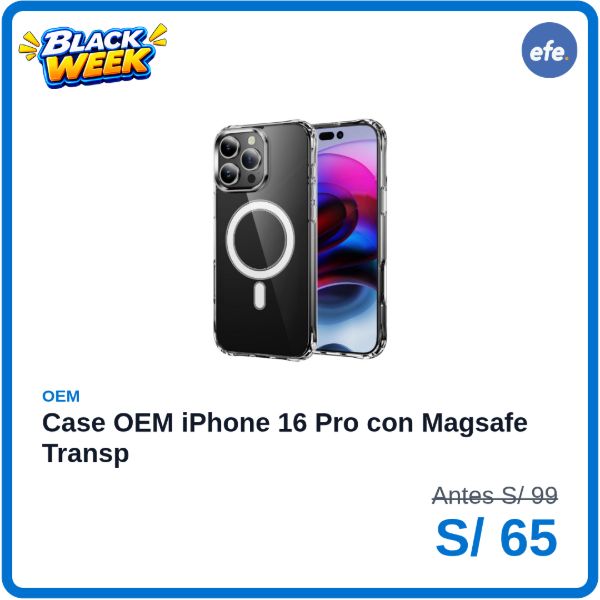 BLACK
WEEK
efe.
OEM
Case OEM iPhone 16 Pro con Magsafe
Transp
Antes S/ 99
S/ 65